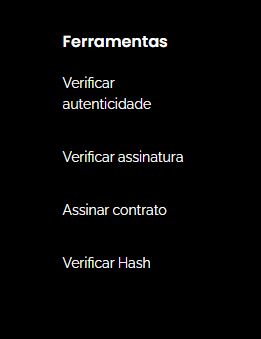 Ferramentas
Verificar
autenticidade
Verificar assinatura
Assinar contrato
Verificar Hash